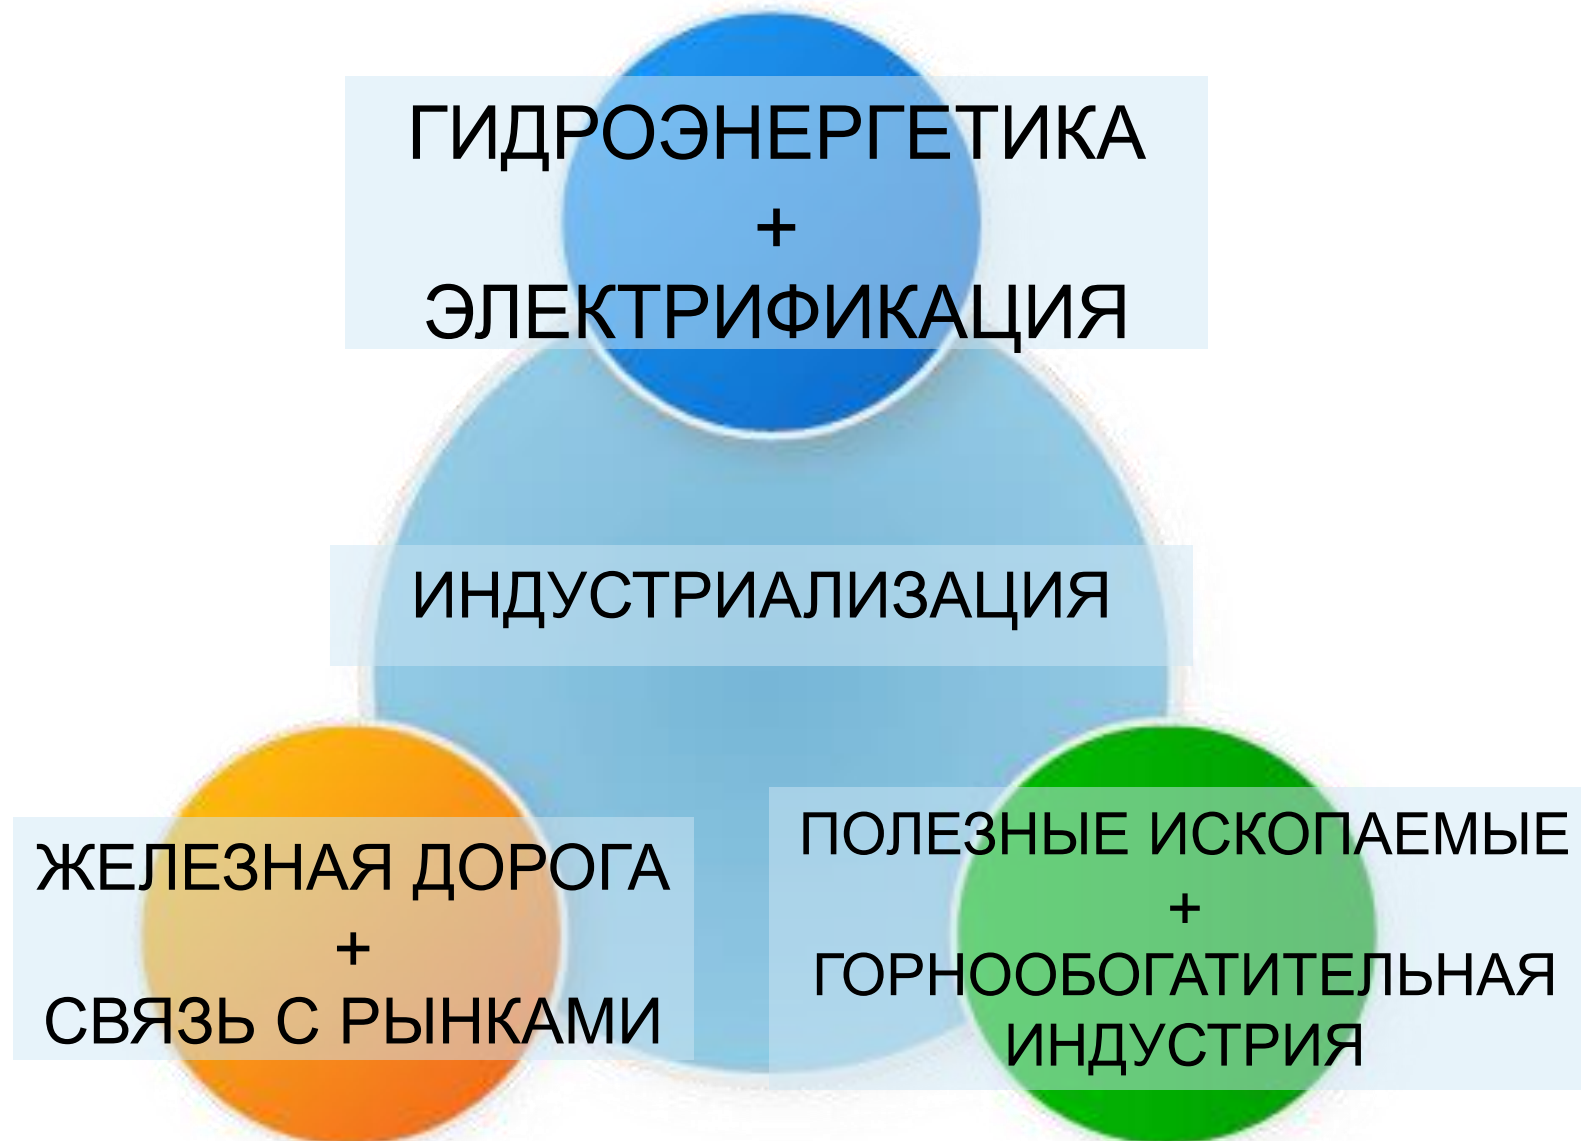 ГИДРОЭНЕРГЕТИКА
+
ЭЛЕКТРИФИКАЦИЯ
ИНДУСТРИАЛИЗАЦИЯ
ЖЕЛЕЗНАЯ ДОРОГА
+
СВЯЗЬ С РЫНКАМИ
ПОЛЕЗНЫЕ ИСКОПАЕМЫЕ
+
ГОРНООБОГАТИТЕЛЬНАЯ
ИНДУСТРИЯ